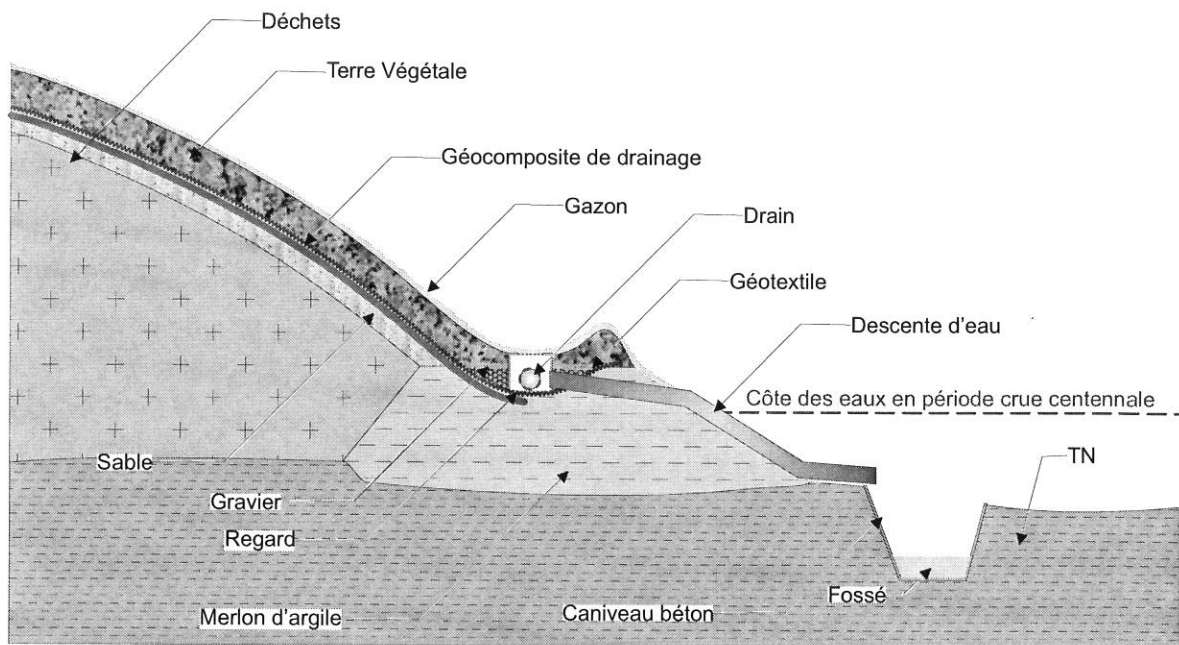 Déchets
Terre Végétale
Géocomposite de drainage
Gazon
Drain
Géotextile
Descente d'eau
Côte des eaux en période crue centennale
TN
Sable
Gravier
Regard
Merlon d'argile
Caniveau béton
Fossé